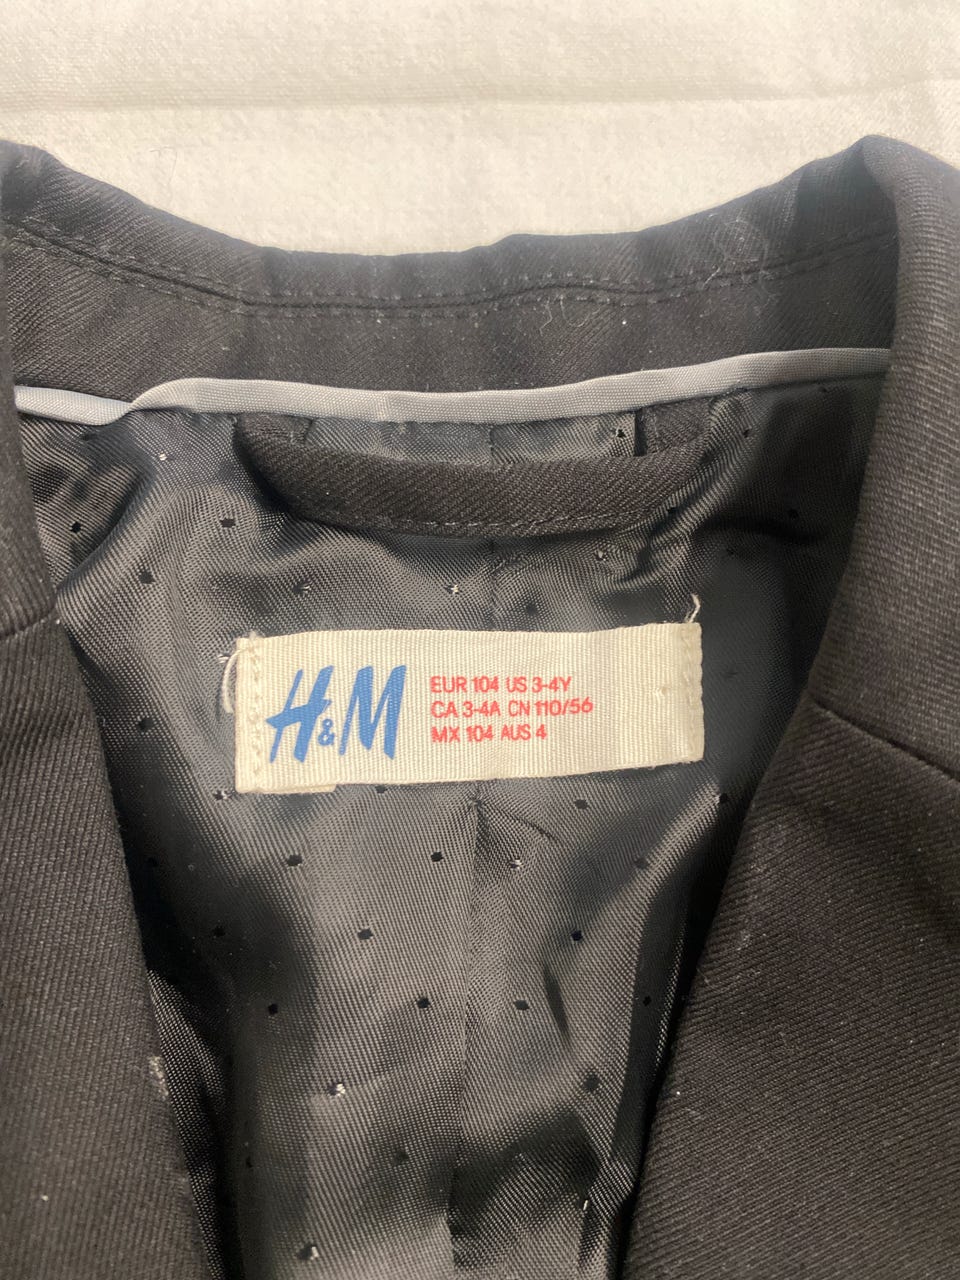 H&M
EUR 104 US 3-4Y
CA 3-4A CN 110/56
MX 104 AUS 4